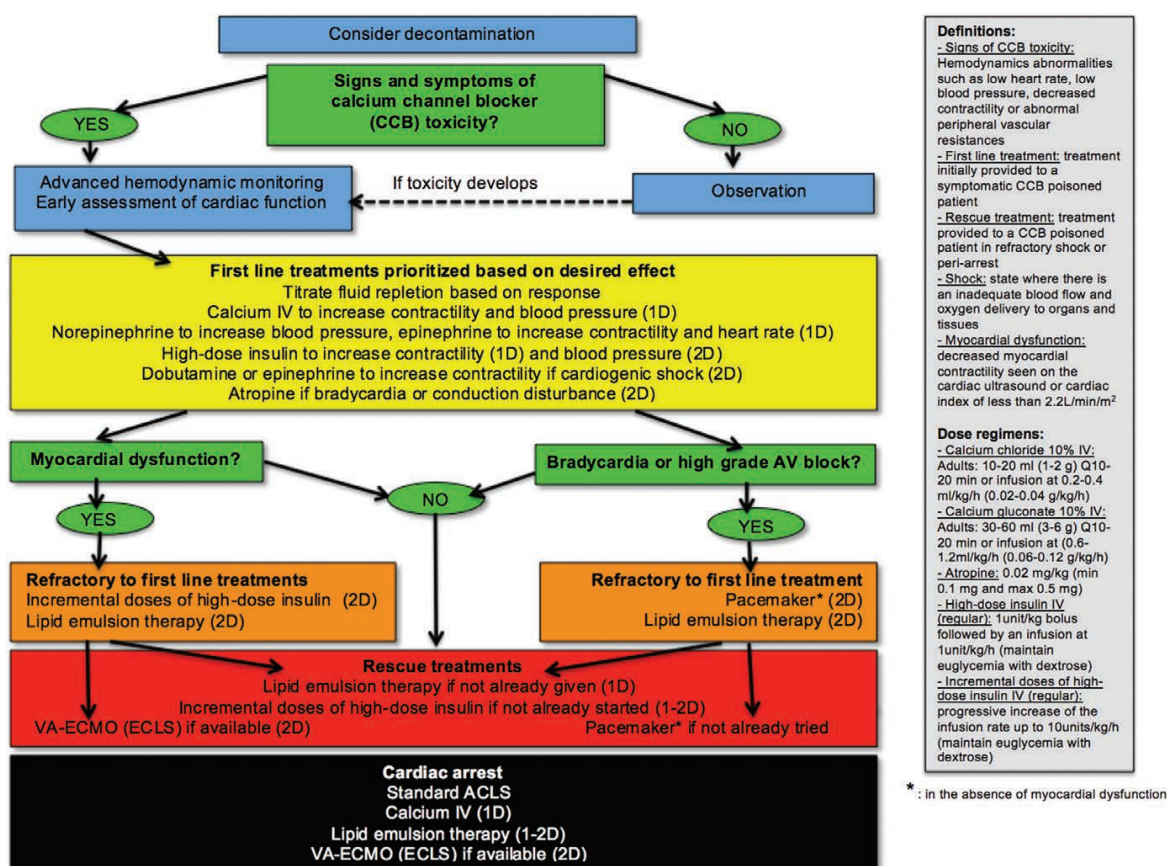 Consider decontamination
Signs and symptoms of
calcium channel blocker
(CCB) toxicity?
YES
NO
Advanced hemodynamic monitoring
Early assessment of cardiac function
If toxicity develops
Observation
First line treatments prioritized based on desired effect
Titrate fluid repletion based on response
Calcium IV to increase contractility and blood pressure (1D)
Norepinephrine to increase blood pressure, epinephrine to increase contractility and heart rate (1D)
High-dose insulin to increase contractility (1D) and blood pressure (2D)
Dobutamine or epinephrine to increase contractility if cardiogenic shock (2D)
Atropine if bradycardia or conduction disturbance (2D)
Myocardial dysfunction?
Bradycardia or high grade AV block?
NO
YES
YES
Refractory to first line treatments
Incremental doses of high-dose insulin (2D)
Lipid emulsion therapy (2D)
Refractory to first line treatment
Pacemaker* (2D)
Lipid emulsion therapy (2D)
Rescue treatments
Lipid emulsion therapy if not already given (1D)
Incremental doses of high-dose insulin if not already started (1-2D)
VA-ECMO (ECLS) if available (2D)
Pacemaker* if not already tried
Cardiac arrest
Standard ACLS
Calcium IV (1D)
Lipid emulsion therapy (1-2D)
VA-ECMO (ECLS) if available (2D)
Definitions:
- Signs of CCB toxicity:
Hemodynamics abnormalities
such as low heart rate, low
blood pressure, decreased
contractility or abnormal
peripheral vascular
resistances
- First line treatment: treatment
initially provided to a
symptomatic CCB poisoned
patient
- Rescue treatment: treatment
provided to a CCB poisoned
patient in refractory shock or
peri-arrest
- Shock: state where there is
an inadequate blood flow and
oxygen delivery to organs and
tissues
- Myocardial dysfunction:
decreased myocardial
contractility seen on the
cardiac ultrasound or cardiac
index of less than 2.2L/min/m²
Dose regimens:
- Calcium chloride 10% IV:
Adults: 10-20 ml (1-2 g) Q10-
20 min or infusion at 0.2-0.4
ml/kg/h (0.02-0.04 g/kg/h)
- Calcium gluconate 10% IV:
Adults: 30-60 ml (3-6 g) Q10-
20 min or infusion at (0.6-
1.2ml/kg/h (0.06-0.12 g/kg/h)
- Atropine: 0.02 mg/kg (min
0.1 mg and max 0.5 mg)
- High-dose insulin IV
(regular): 1unit/kg bolus
followed by an infusion at
1unit/kg/h (maintain
euglycemia with dextrose)
- Incremental doses of high-
dose insulin IV (regular):
progressive increase of the
infusion rate up to 10units/kg/h
(maintain euglycemia with
dextrose)
* : in the absence of myocardial dysfunction